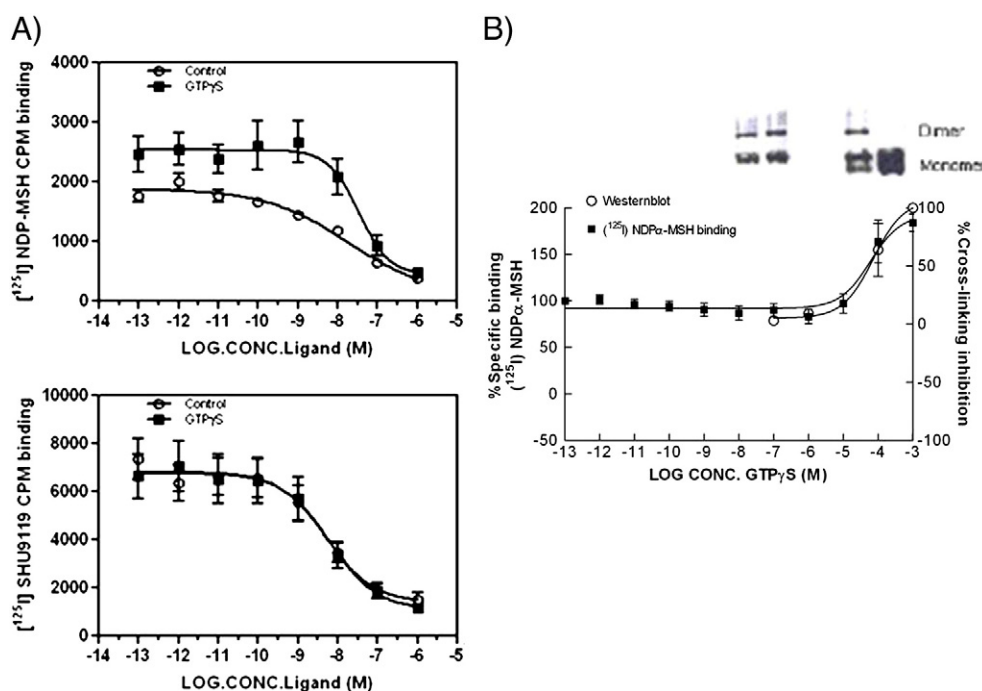 A)
[¹²⁵I] NDP-MSH CPM binding
4000
3000
2000
1000
0
Control
GTPγS
-14 -13 -12 -11 -10 -9 -8 -7 -6 -5
LOG.CONC.Ligand (M)
[¹²⁵I] SHU9119 CPM binding
10000
8000
6000
4000
2000
0
Control
GTPγS
-14 -13 -12 -11 -10 -9 -8 -7 -6 -5
LOG.CONC.Ligand (M)
B)
Dimer
Monomer
Westernblot
(¹²⁵I) NDPα-MSH binding
%Specific binding
(¹²⁵I) NDPα-MSH
200
150
100
50
0
-50
100
50
0
-50
-100
%Cross-linking
inhibition
-13 -12 -11 -10 -9 -8 -7 -6 -5 -4 -3
LOG CONC. GTPγS (M)